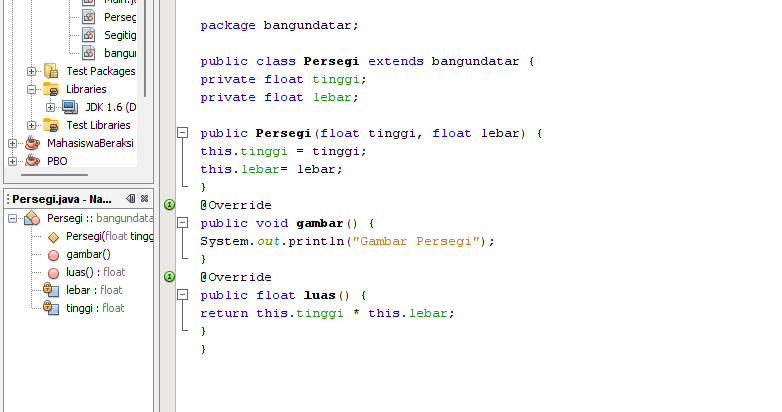 Main.ja
Perseg
Segitig
bangun
Test Packages
Libraries
JDK 1.6 (D
Test Libraries
MahasiswaBeraksi
PBO
Persegi.java - Na...
Persegi :: bangundata
Persegi(float tingg
gambar()
luas() : float
lebar : float
tinggi : float
package bangundatar;
public class Persegi extends bangundatar {
private float tinggi;
private float lebar;
public Persegi(float tinggi, float lebar) {
this.tinggi = tinggi;
this.lebar= lebar;
}
@Override
public void gambar() {
System.out.println("Gambar Persegi");
}
@Override
public float luas() {
return this.tinggi * this.lebar;
}
}